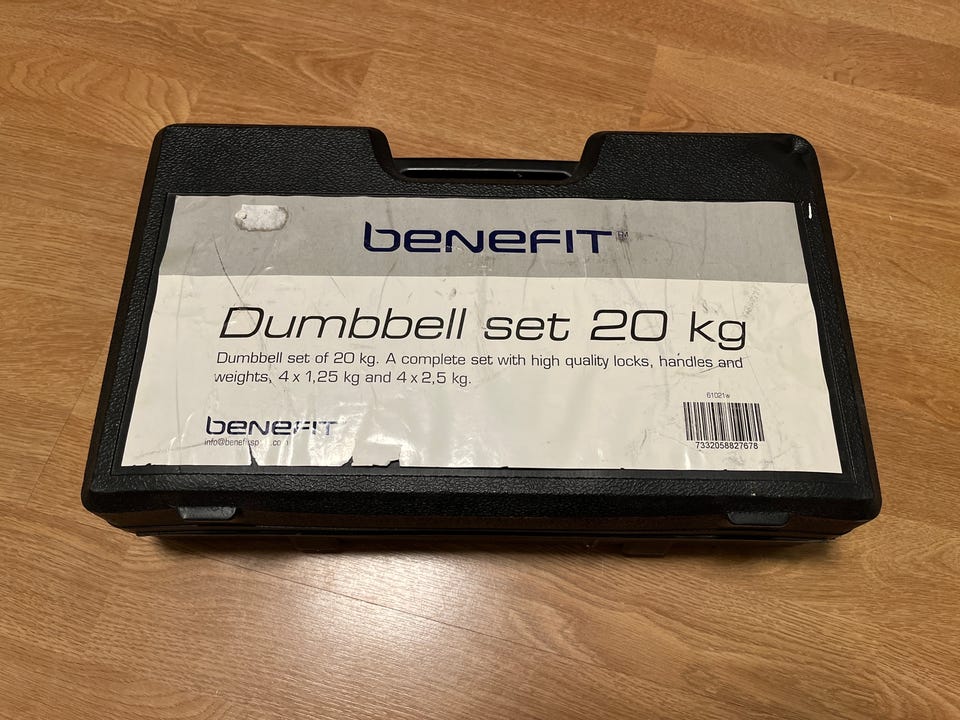 BENEFIT™
Dumbbell set 20 kg
Dumbbell set of 20 kg. A complete set with high quality locks, handles and
weights, 4 x 1,25 kg and 4 x 2,5 kg.
BENEFIT
61021w
7332058827678